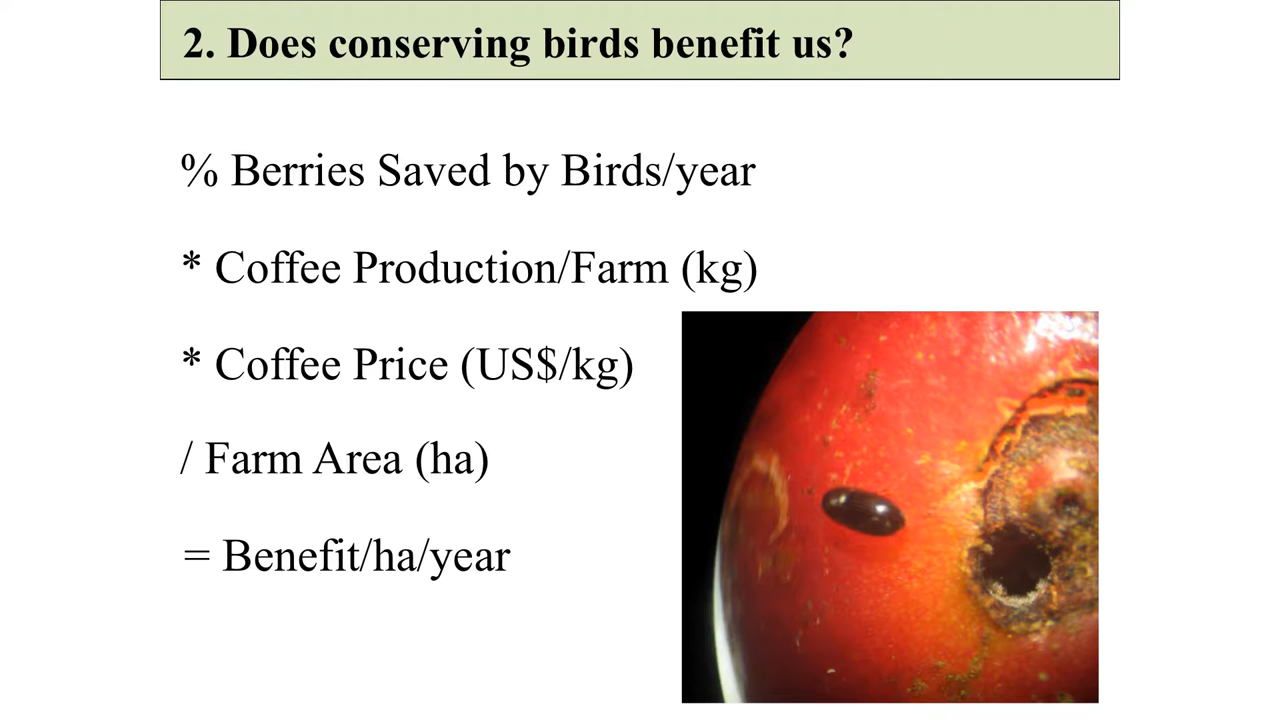 2. Does conserving birds benefit us?
% Berries Saved by Birds/year
* Coffee Production/Farm (kg)
* Coffee Price (US$/kg)
/ Farm Area (ha)
= Benefit/ha/year